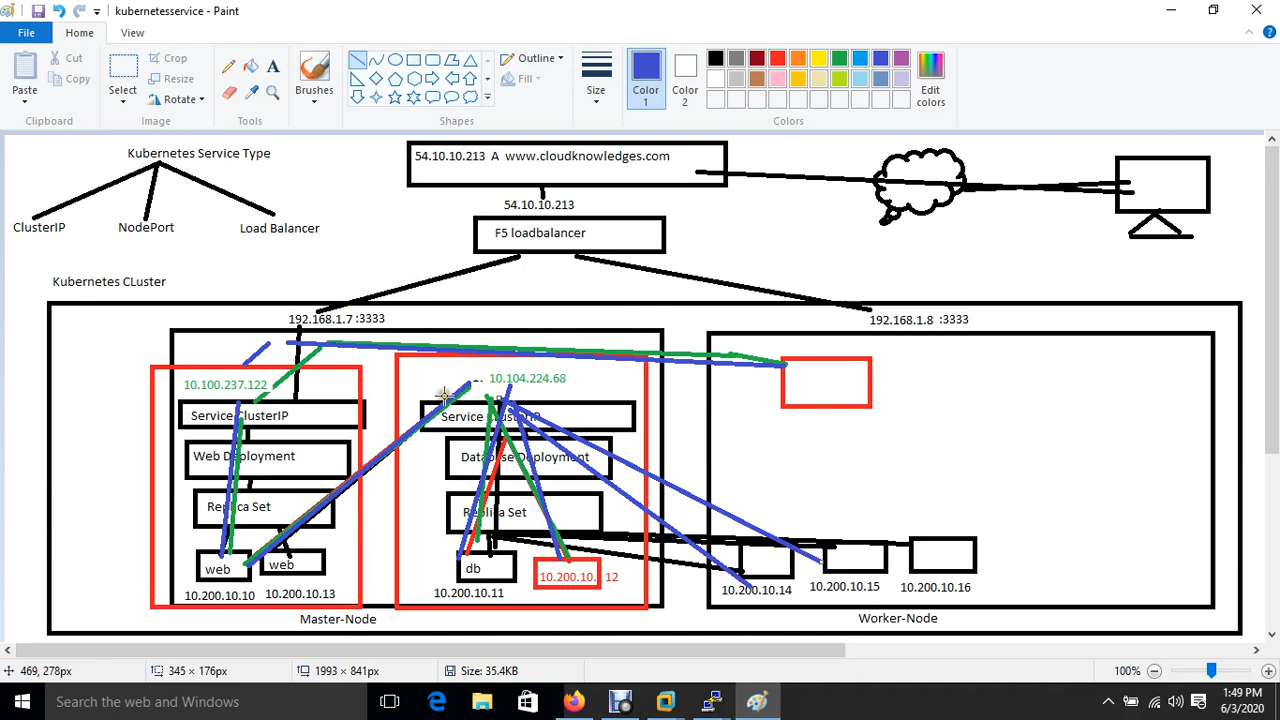 kubernetesservice - Paint
File
Home
View
Paste
Cut
Copy
Clipboard
Select
Crop
Resize
Rotate
Image
Tools
Brushes
Outline
Fill
Shapes
Size
Color 1
Color 2
Edit colors
Colors
Kubernetes Service Type
ClusterIP
NodePort
Load Balancer
54.10.10.213 A www.cloudknowledges.com
54.10.10.213
F5 loadbalancer
Kubernetes CLuster
192.168.1.7 :3333
192.168.1.8 :3333
10.100.237.122
10.104.224.68
Service ClusterIP
Service ClusterIP
Web Deployment
Database Deployment
Replica Set
Replica Set
web
web
db
10.200.10. 12
10.200.10.10
10.200.10.13
10.200.10.11
10.200.10.14
10.200.10.15
10.200.10.16
Master-Node
Worker-Node
469, 278px
345 × 176px
1993 × 841px
Size: 35.4KB
100%
Search the web and Windows
1:49 PM
6/3/2020